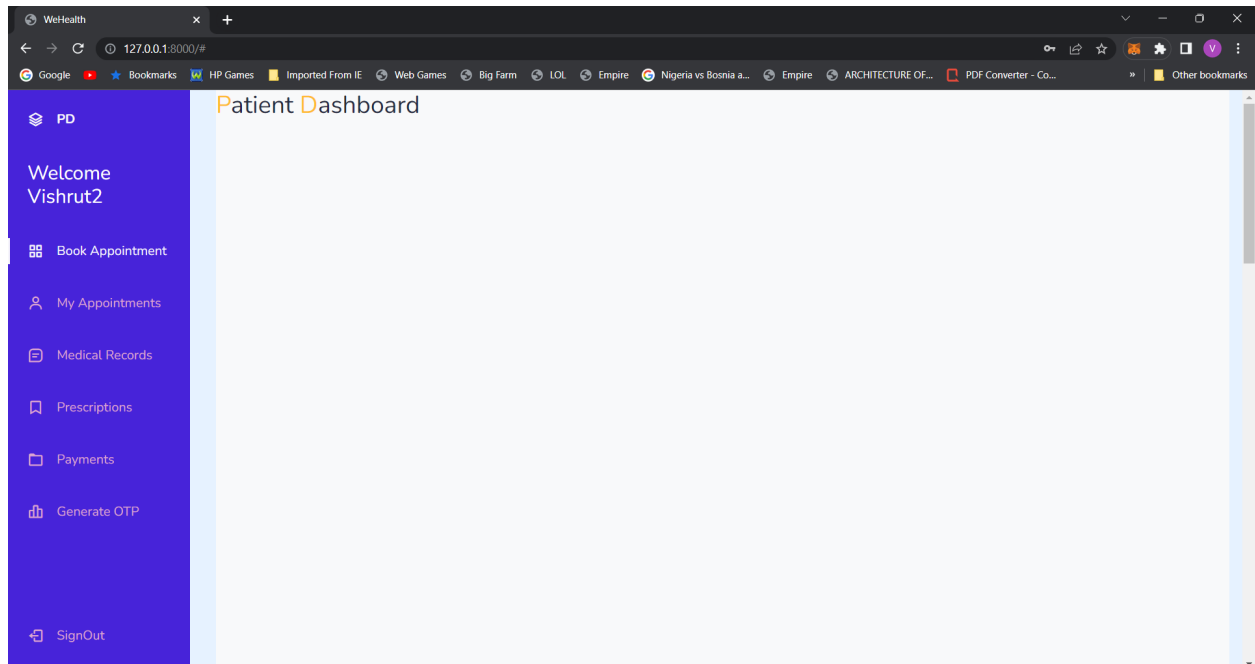 WeHealth
127.0.0.1:8000/#
Google Bookmarks HP Games Imported From IE Web Games Big Farm LOL Empire Nigeria vs Bosnia a... Empire ARCHITECTURE OF... PDF Converter - Co... » Other bookmarks
V
PD
Patient Dashboard
Welcome
Vishrut2
Book Appointment
My Appointments
Medical Records
Prescriptions
Payments
Generate OTP
SignOut